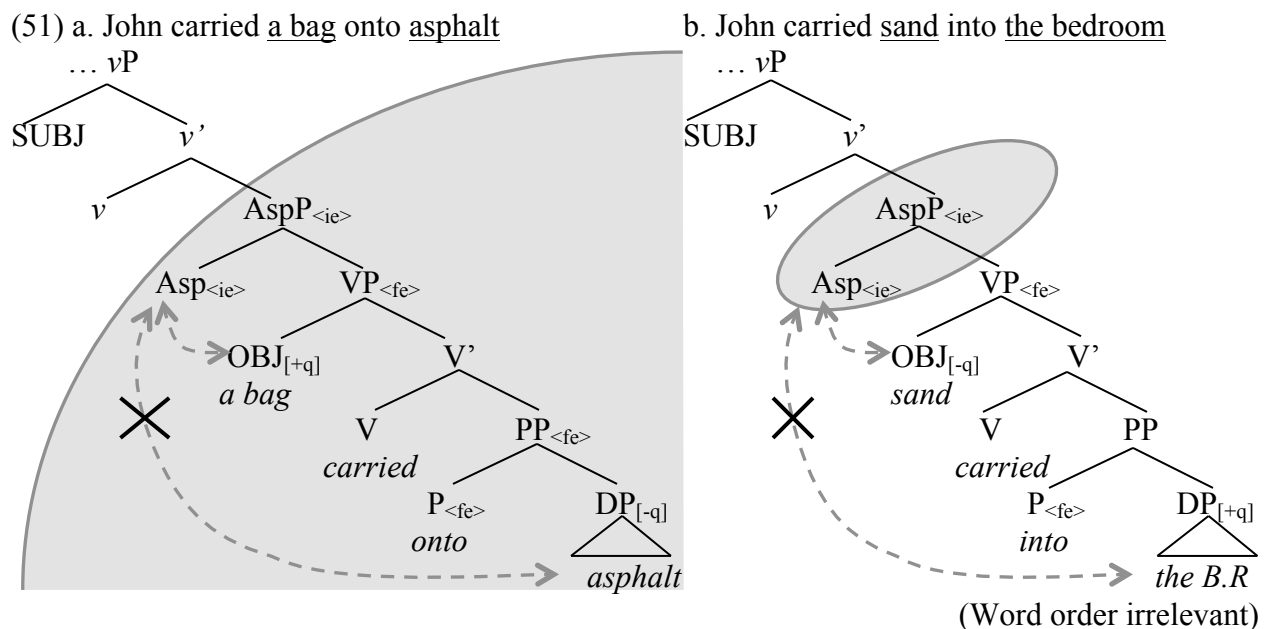 (51) a. John carried a bag onto asphalt b. John carried sand into the bedroom
… vP … vP
SUBJ v’ SUBJ v’
v AspP<ie> v AspP<ie>
Asp<ie> VP<fe> Asp<ie> VP<fe>
OBJ[+q] V’ OBJ[-q] V’
a bag sand
V PP<fe> V PP
carried carried
P<fe> DP[-q] P<fe> DP[+q]
onto into
asphalt the B.R
(Word order irrelevant)